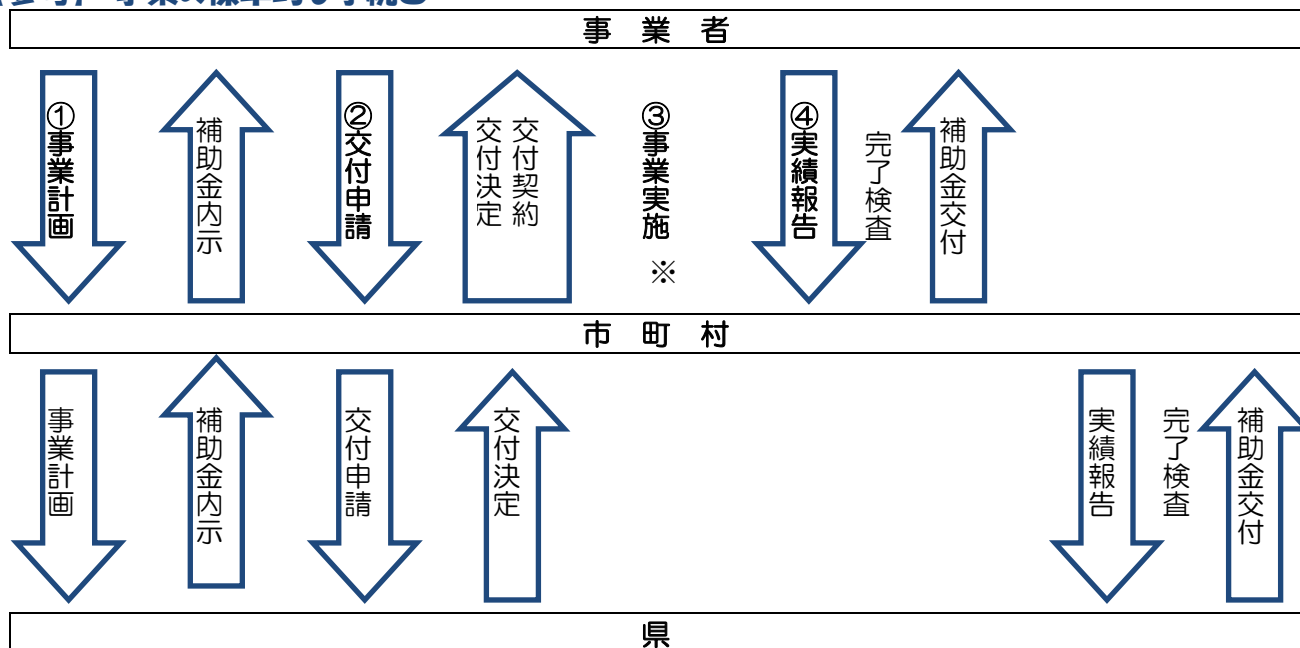 事業者
①事業計画
補助金内示
②交付申請
交付契約
交付決定
③事業実施
※
④実績報告
完了検査
補助金交付
市町村
事業計画
補助金内示
交付申請
交付決定
実績報告
完了検査
補助金交付
県